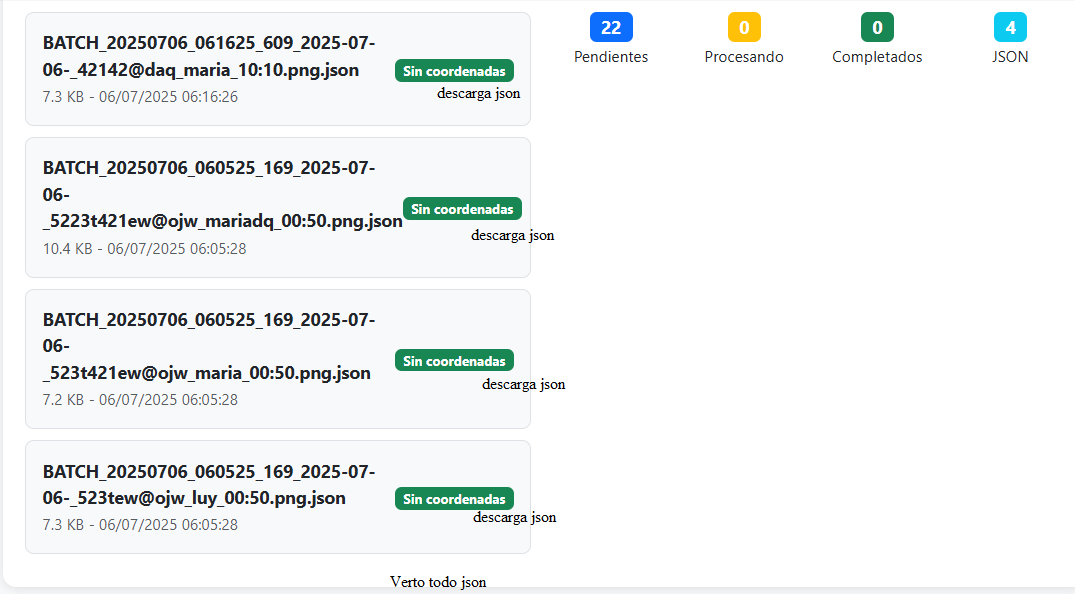 BATCH_20250706_061625_609_2025-07-
06-_42142@daq_maria_10:10.png.json
Sin coordenadas
7.3 KB - 06/07/2025 06:16:26
descarga json
BATCH_20250706_060525_169_2025-07-
06-
_5223t421ew@ojw_mariadq_00:50.png.json
Sin coordenadas
10.4 KB - 06/07/2025 06:05:28
descarga json
BATCH_20250706_060525_169_2025-07-
06-
_523t421ew@ojw_maria_00:50.png.json
Sin coordenadas
7.2 KB - 06/07/2025 06:05:28
descarga json
BATCH_20250706_060525_169_2025-07-
06-_523tew@ojw_luy_00:50.png.json
Sin coordenadas
7.3 KB - 06/07/2025 06:05:28
descarga json
Verto todo json
22
Pendientes
0
Procesando
0
Completados
4
JSON